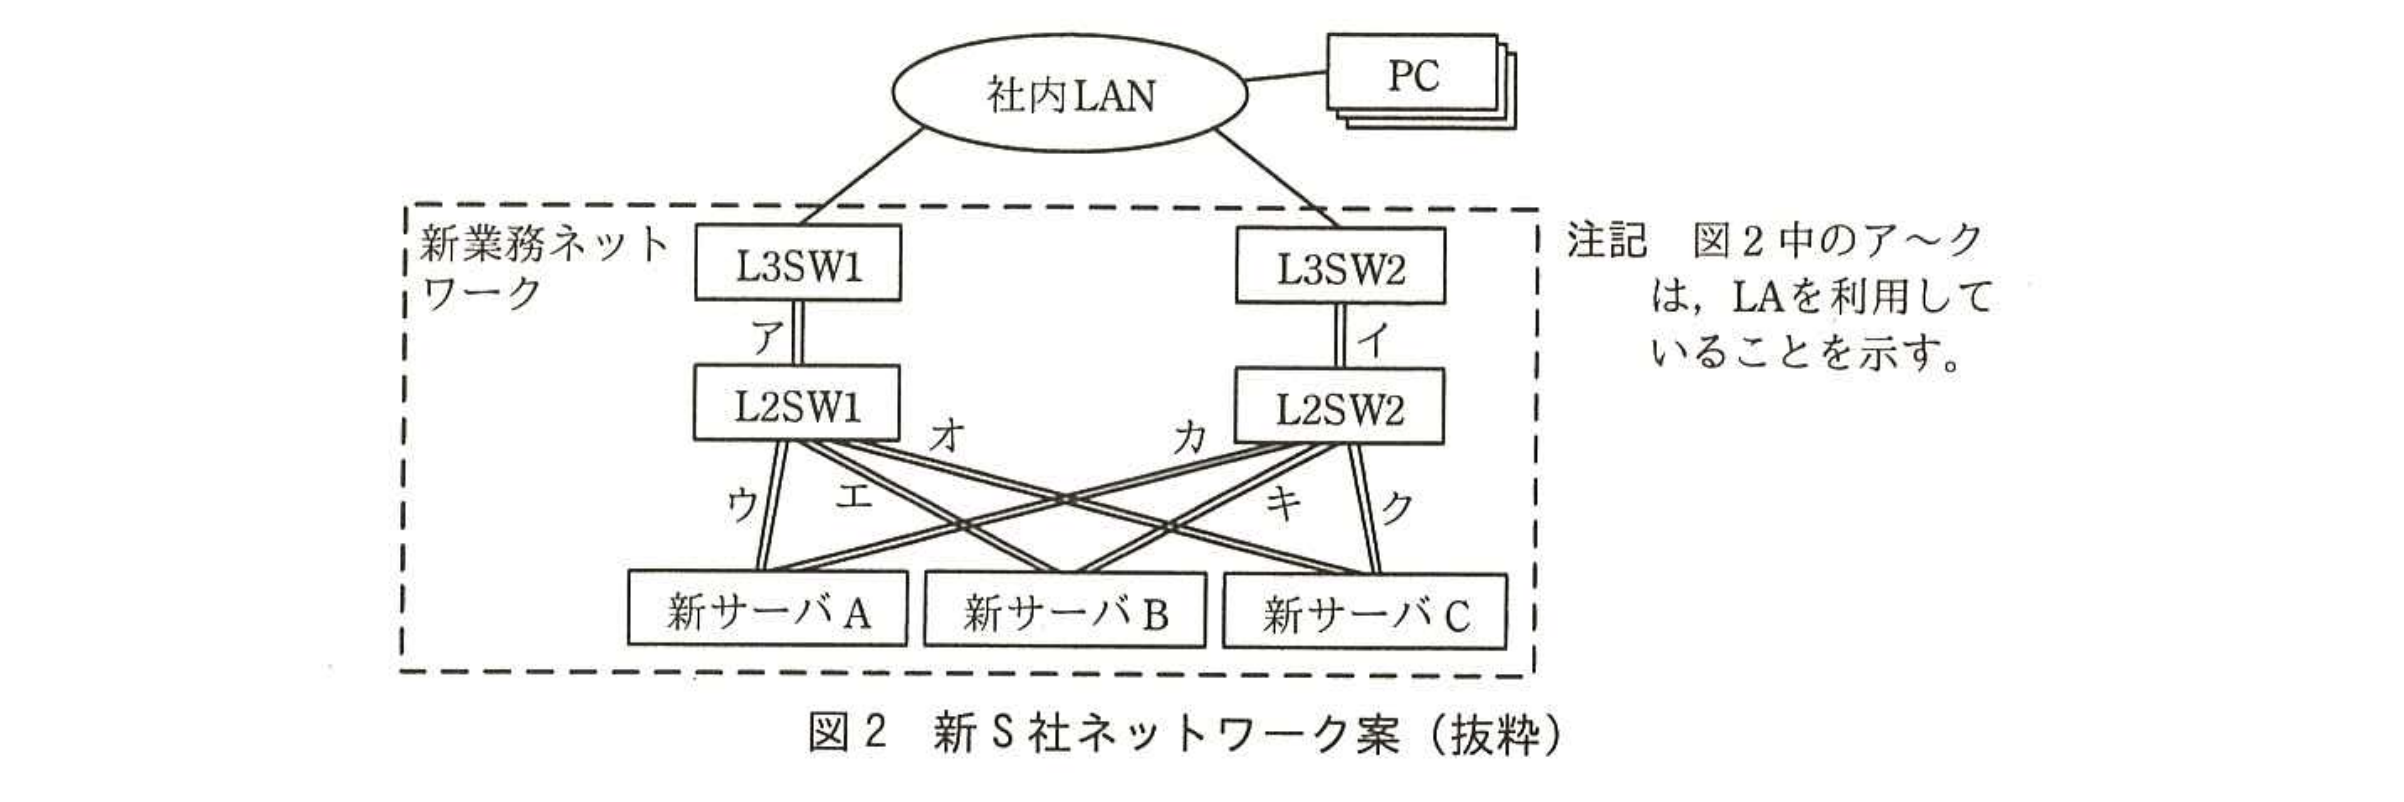 社内LAN
PC
新業務ネット
ワーク
L3SW1
L3SW2
注記　図2中のア～ク
は，LAを利用して
いることを示す。
ア
イ
L2SW1
L2SW2
オ
カ
ウ
エ
キ
ク
新サーバA
新サーバB
新サーバC
図2　新S社ネットワーク案（抜粋）